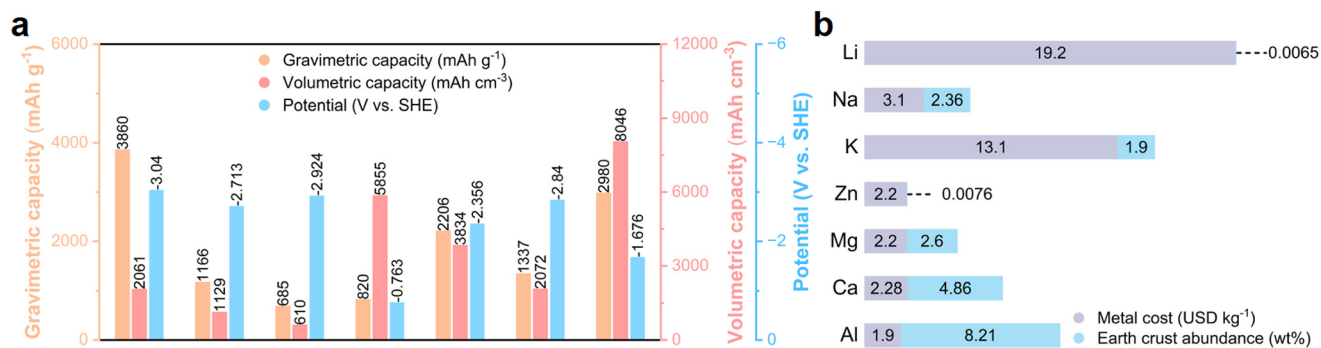 a
Gravimetric capacity (mAh g⁻¹)
6000
4000
2000
0
Gravimetric capacity (mAh g⁻¹)
Volumetric capacity (mAh cm⁻³)
Potential (V vs. SHE)
3860
2061
-3.04
1166
1129
-2.713
685
610
-2.924
820
5855
-0.763
2206
3834
-2.356
1337
2072
-2.84
2980
8046
-1.676
12000
9000
6000
3000
0
Volumetric capacity (mAh cm⁻³)
−6
−4
−2
0
Potential (V vs. SHE)
b
Li 19.2 0.0065
Na 3.1 2.36
K 13.1 1.9
Zn 2.2 0.0076
Mg 2.2 2.6
Ca 2.28 4.86
Al 1.9 8.21
Metal cost (USD kg⁻¹)
Earth crust abundance (wt%)